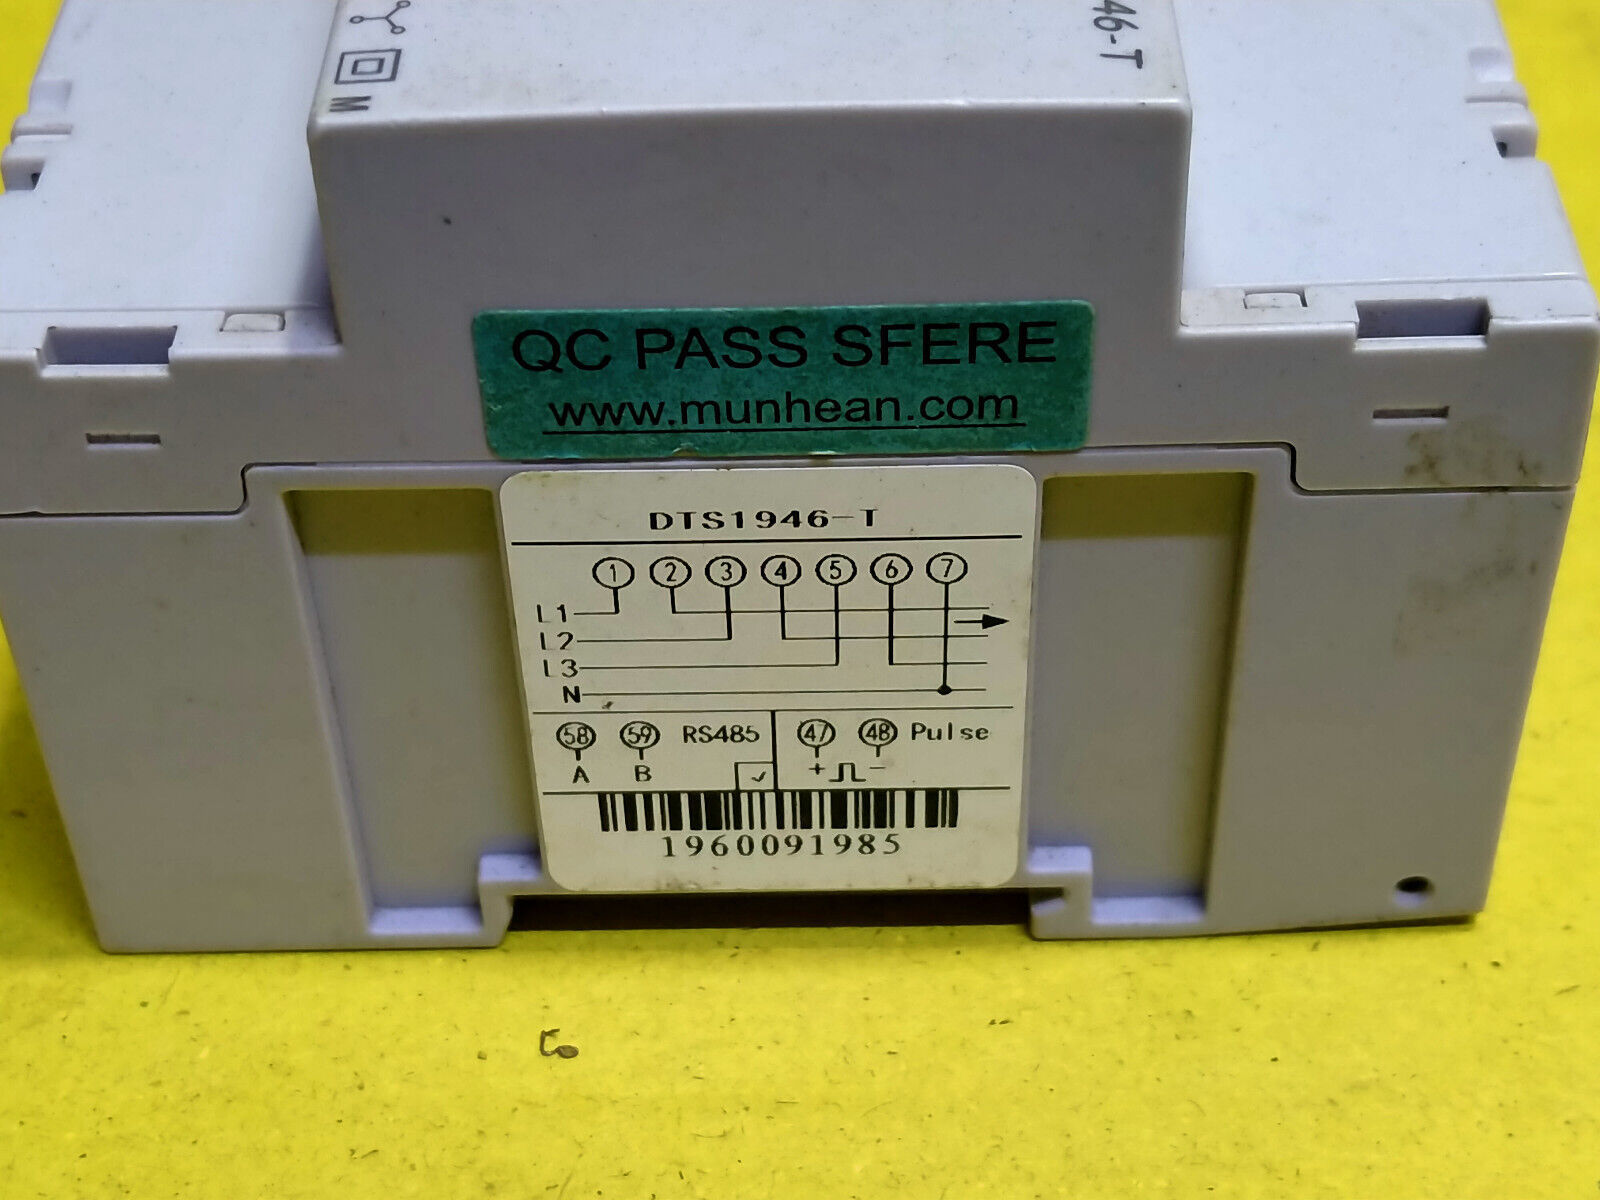 M
46-T
QC PASS SFERE
www.munhean.com
DTS1946-T
1 2 3 4 5 6 7
L1
L2
L3
N
58 59 RS485 47 48 Pulse
A B ✓ + -
1960091985